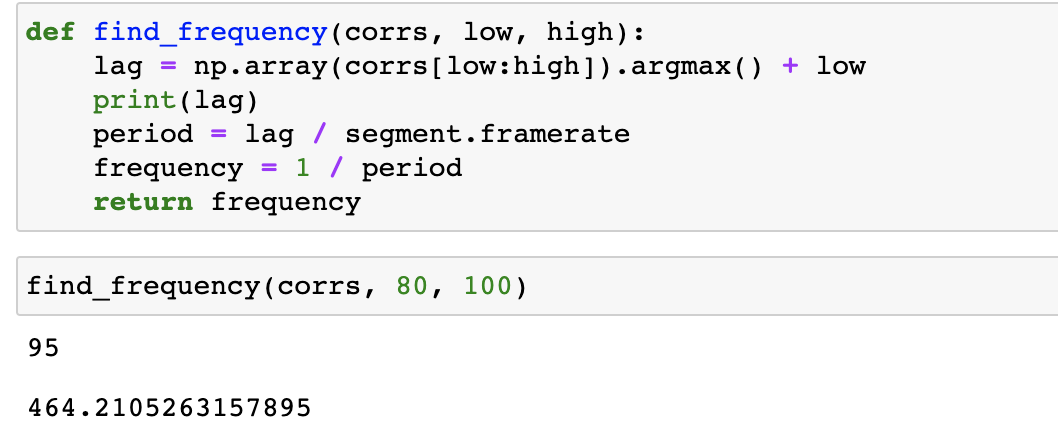 def find_frequency(corrs, low, high):
    lag = np.array(corrs[low:high]).argmax() + low
    print(lag)
    period = lag / segment.framerate
    frequency = 1 / period
    return frequency
find_frequency(corrs, 80, 100)
95
464.2105263157895